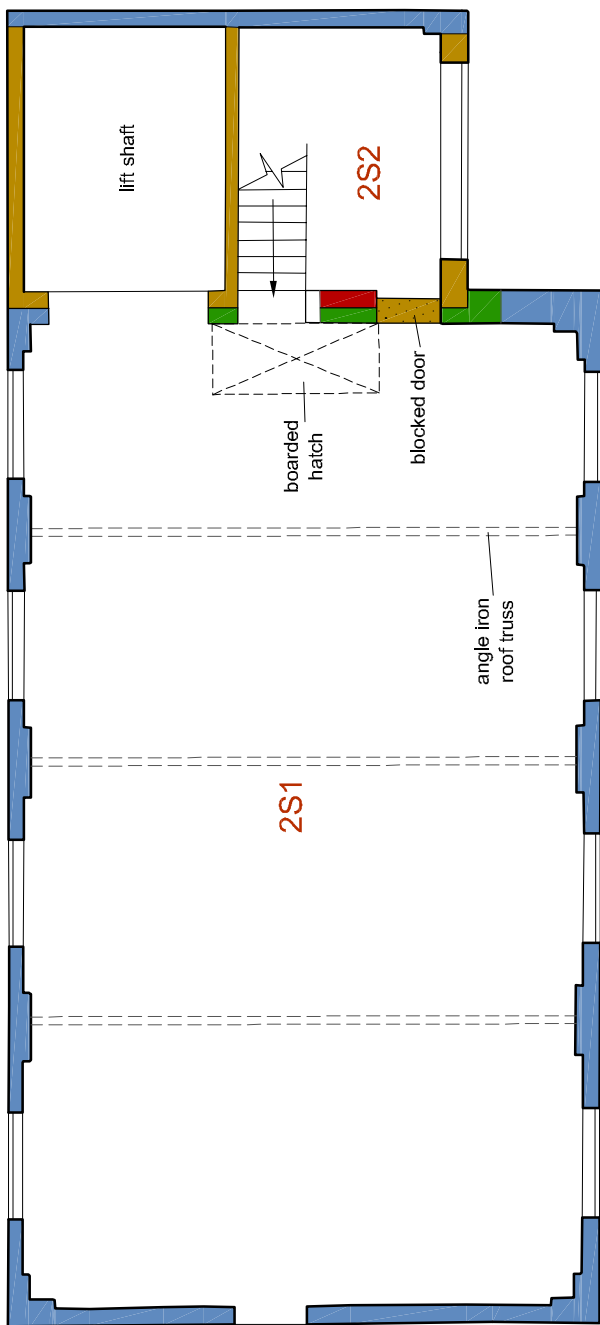 lift shaft
2S2
boarded
hatch
blocked door
angle iron
roof truss
2S1